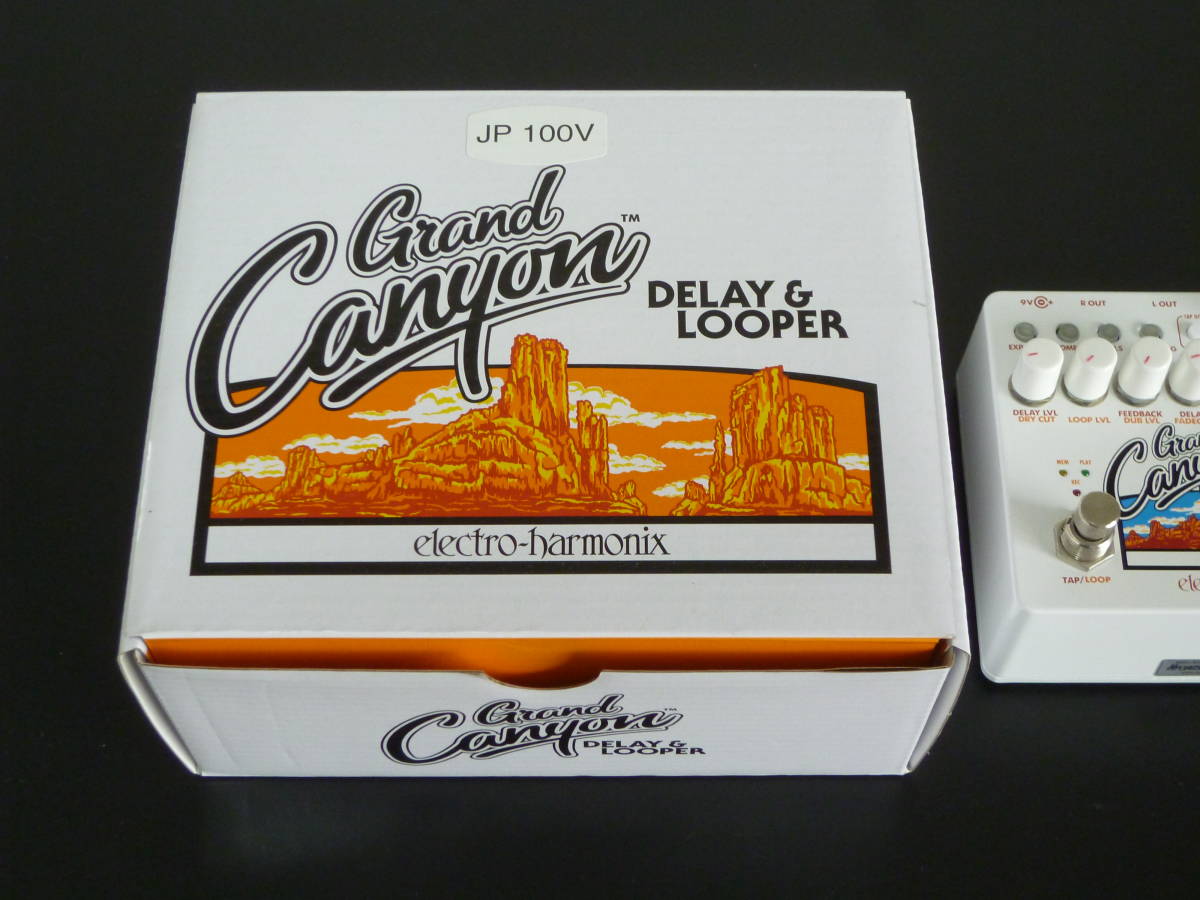 JP 100V
Grand
Canyon™
DELAY &
LOOPER
electro-harmonix
Grand
Canyon™
DELAY &
LOOPER
9V
R OUT
L OUT
DELAY LVL
DRY CUT
LOOP LVL
FEEDBACK
DUB LVL
MEM
PLAY
REC
TAP/LOOP